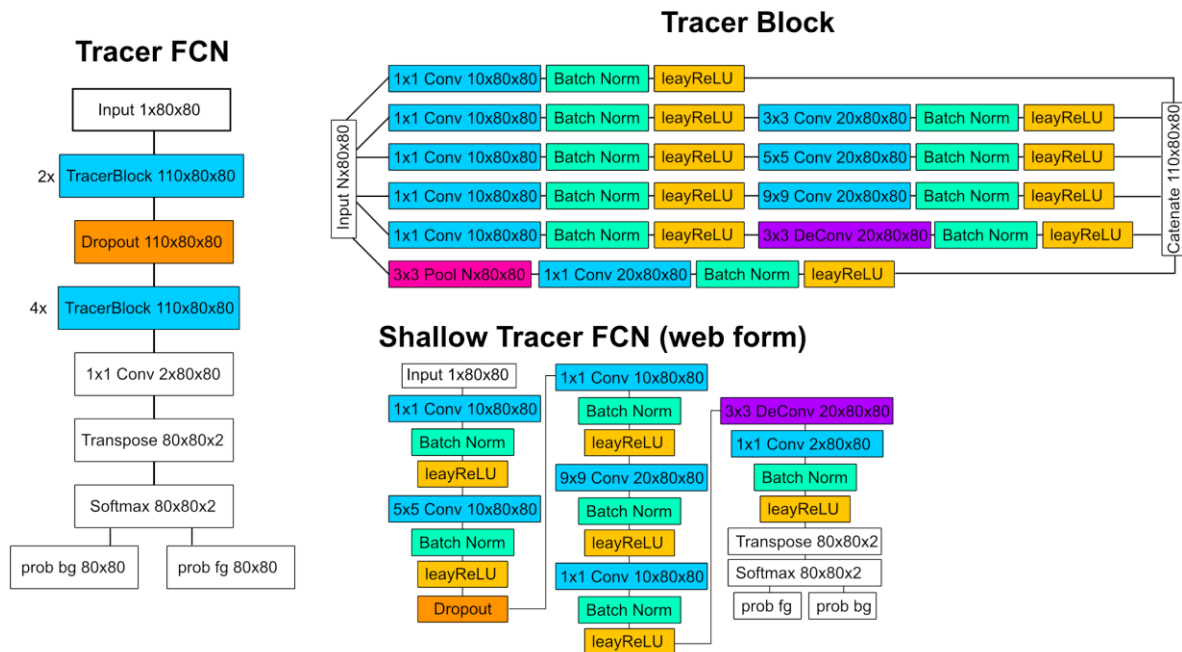 Tracer FCN
Input 1x80x80
2x
TracerBlock 110x80x80
Dropout 110x80x80
4x
TracerBlock 110x80x80
1x1 Conv 2x80x80
Transpose 80x80x2
Softmax 80x80x2
prob bg 80x80
prob fg 80x80
Tracer Block
Input Nx80x80
1x1 Conv 10x80x80 Batch Norm leayReLU
1x1 Conv 10x80x80 Batch Norm leayReLU 3x3 Conv 20x80x80 Batch Norm leayReLU
1x1 Conv 10x80x80 Batch Norm leayReLU 5x5 Conv 20x80x80 Batch Norm leayReLU
1x1 Conv 10x80x80 Batch Norm leayReLU 9x9 Conv 20x80x80 Batch Norm leayReLU
1x1 Conv 10x80x80 Batch Norm leayReLU 3x3 DeConv 20x80x80 Batch Norm leayReLU
3x3 Pool Nx80x80 1x1 Conv 20x80x80 Batch Norm leayReLU
Catenate 110x80x80
Shallow Tracer FCN (web form)
Input 1x80x80
1x1 Conv 10x80x80
Batch Norm
leayReLU
5x5 Conv 10x80x80
Batch Norm
leayReLU
Dropout
1x1 Conv 10x80x80
Batch Norm
leayReLU
9x9 Conv 20x80x80
Batch Norm
leayReLU
1x1 Conv 10x80x80
Batch Norm
leayReLU
3x3 DeConv 20x80x80
1x1 Conv 2x80x80
Batch Norm
leayReLU
Transpose 80x80x2
Softmax 80x80x2
prob fg
prob bg